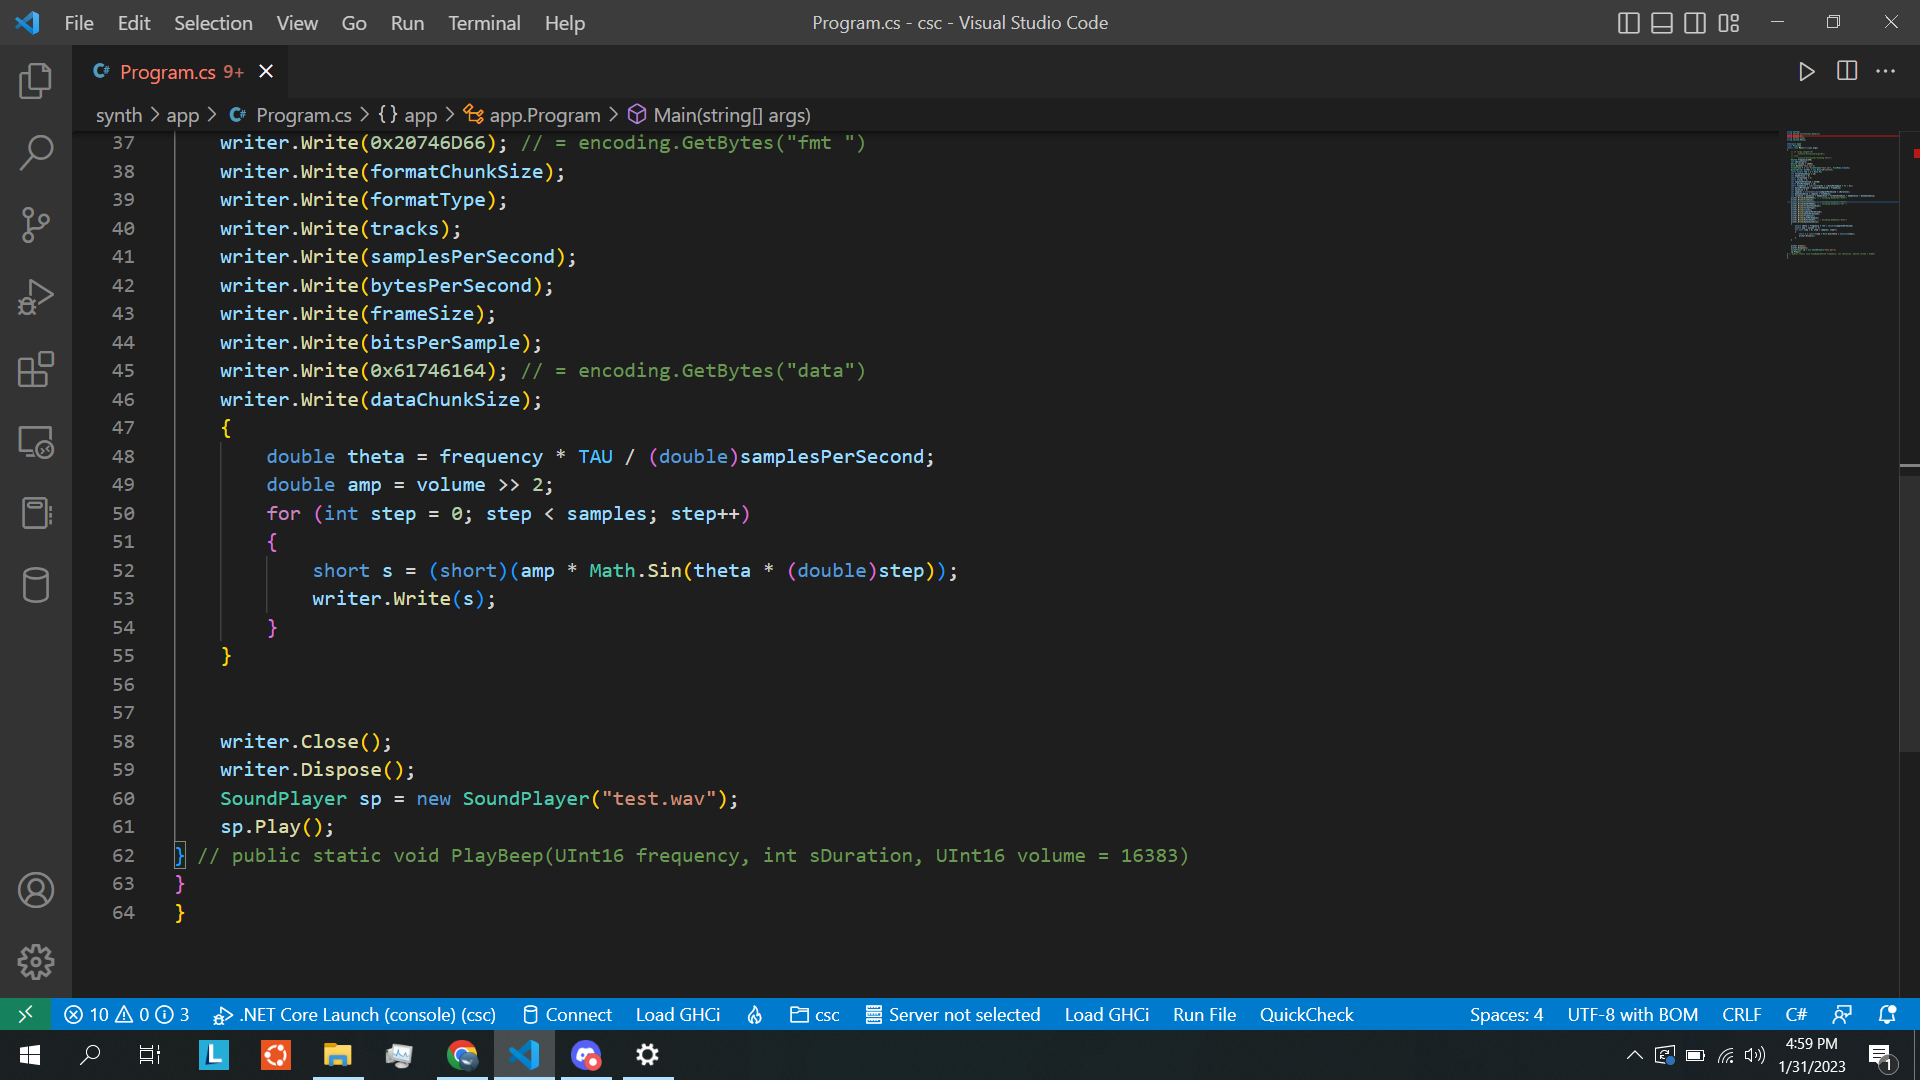 File Edit Selection View Go Run Terminal Help Program.cs - csc - Visual Studio Code
C# Program.cs 9+
synth > app > C# Program.cs > {} app > app.Program > Main(string[] args)
37 writer.Write(0x20746D66); // = encoding.GetBytes("fmt ")
38 writer.Write(formatChunkSize);
39 writer.Write(formatType);
40 writer.Write(tracks);
41 writer.Write(samplesPerSecond);
42 writer.Write(bytesPerSecond);
43 writer.Write(frameSize);
44 writer.Write(bitsPerSample);
45 writer.Write(0x61746164); // = encoding.GetBytes("data")
46 writer.Write(dataChunkSize);
47 {
48 double theta = frequency * TAU / (double)samplesPerSecond;
49 double amp = volume >> 2;
50 for (int step = 0; step < samples; step++)
51 {
52 short s = (short)(amp * Math.Sin(theta * (double)step));
53 writer.Write(s);
54 }
55 }
56
57
58 writer.Close();
59 writer.Dispose();
60 SoundPlayer sp = new SoundPlayer("test.wav");
61 sp.Play();
62 } // public static void PlayBeep(UInt16 frequency, int sDuration, UInt16 volume = 16383)
63 }
64 }
10 0 3 .NET Core Launch (console) (csc) Connect Load GHCi csc Server not selected Load GHCi Run File QuickCheck Spaces: 4 UTF-8 with BOM CRLF C#
L 4:59 PM
1/31/2023
1